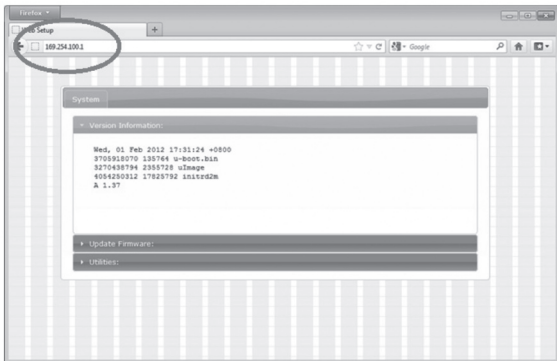 Firefox
Web Setup
+
169.254.100.1
Google
System
Version Information:
Wed, 01 Feb 2012 17:31:24 +0800
3705918070 135764 u-boot.bin
3270438794 2355728 uImage
4054250312 17825792 initrd2m
A 1.37
Update Firmware:
Utilities: